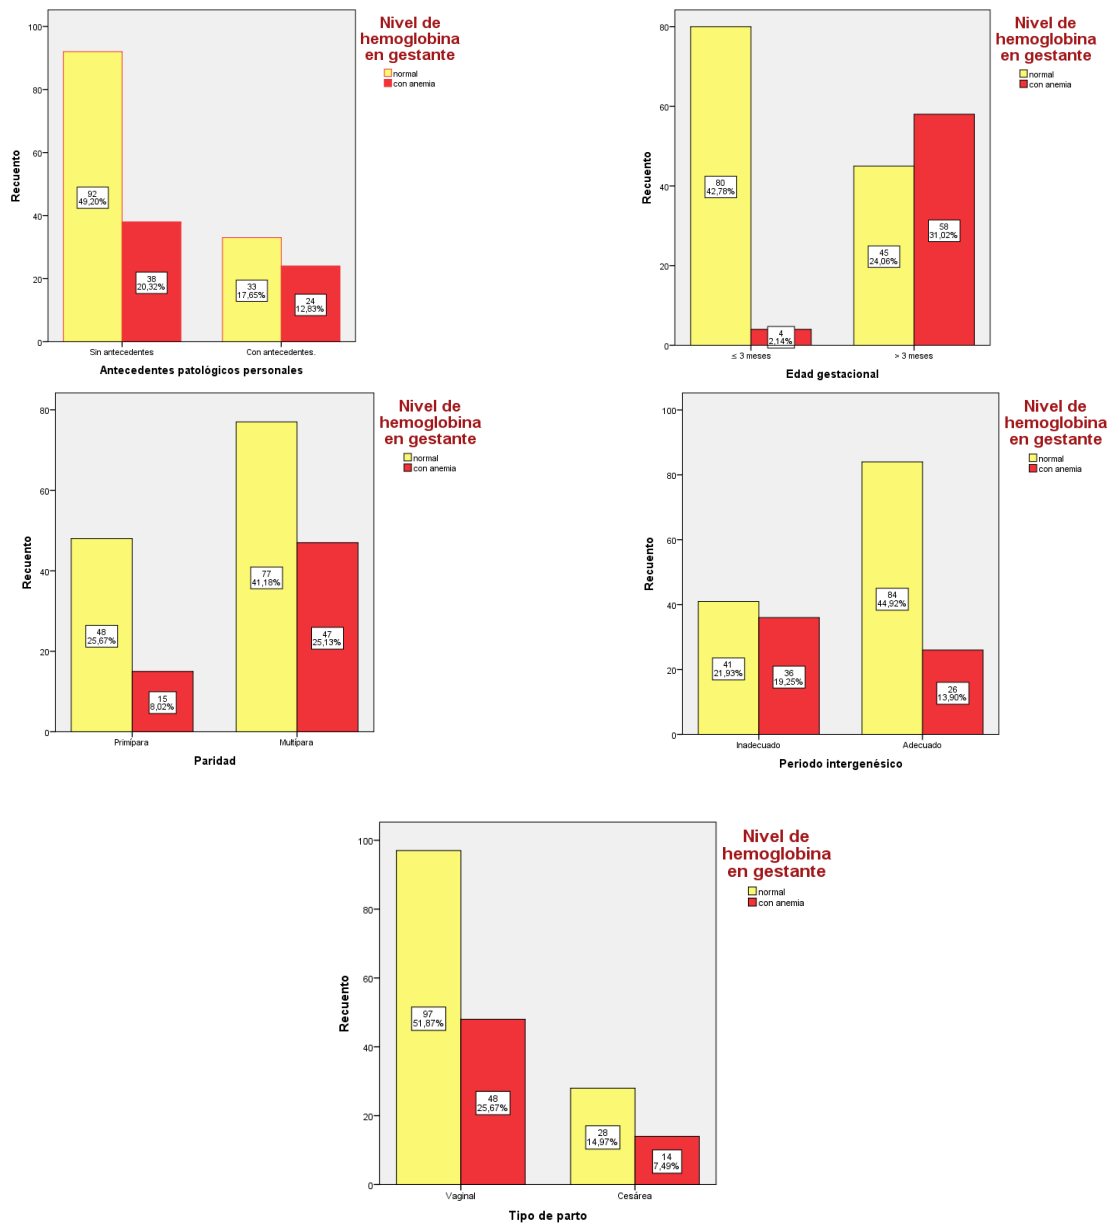 Nivel de
hemoglobina
en gestante
normal
con anemia
100
80
60
40
20
0
Recuento
92
49,20%
38
20,32%
33
17,65%
24
12,83%
Sin antecedentes
Con antecedentes.
Antecedentes patológicos personales
Nivel de
hemoglobina
en gestante
normal
con anemia
80
60
40
20
0
Recuento
80
42,78%
4
2,14%
45
24,06%
58
31,02%
≤ 3 meses
> 3 meses
Edad gestacional
Nivel de
hemoglobina
en gestante
normal
con anemia
80
60
40
20
0
Recuento
48
25,67%
15
8,02%
77
41,18%
47
25,13%
Primípara
Multípara
Paridad
Nivel de
hemoglobina
en gestante
normal
con anemia
100
80
60
40
20
0
Recuento
41
21,93%
36
19,25%
84
44,92%
26
13,90%
Inadecuado
Adecuado
Periodo intergenésico
Nivel de
hemoglobina
en gestante
normal
con anemia
100
80
60
40
20
0
Recuento
97
51,87%
48
25,67%
28
14,97%
14
7,49%
Vaginal
Cesárea
Tipo de parto